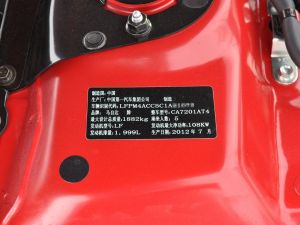 制造国:中国
生产厂:中国第一汽车集团公司 制造
车辆识别代号:LFPM4ACC5C1A
品牌:马自达 牌 整车型号:CA7201AT4
最大设计总质量:1882kg 乘坐人数:5
发动机型号:LF 发动机最大净功率:108KW
发动机排量:1.999L 生产日期:2012年7月